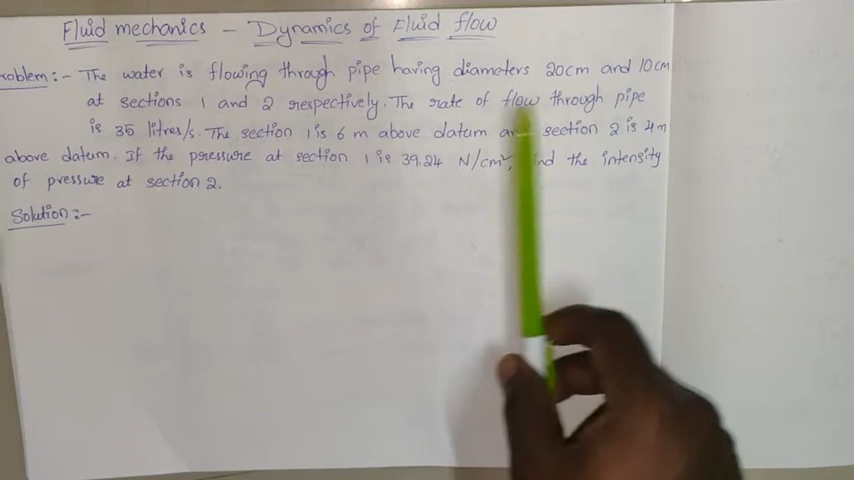 Fluid mechanics - Dynamics of Fluid flow
roblem:- The water is flowing through pipe having diameters 20cm and 10cm
at sections 1 and 2 respectively. The rate of flow through pipe
is 35 litres/s. The section 1 is 6 m above datum an section 2 is 4m
above datum. If the pressure at section 1 is 39.24 N/cm², ind the intensity
of pressure at section 2.
Solution:-